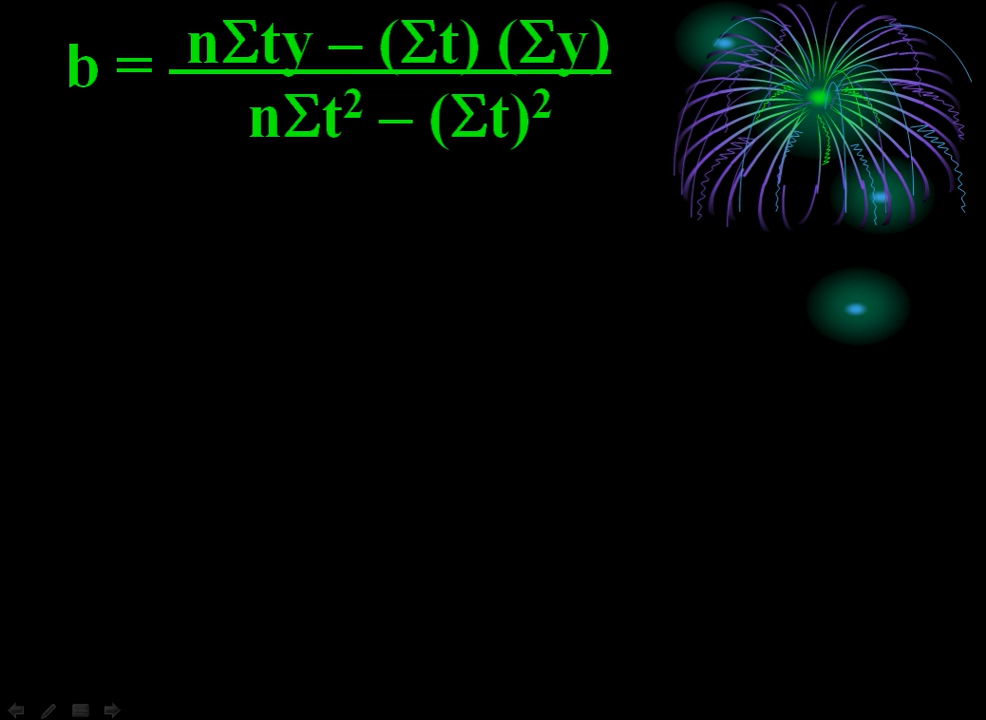 b = nΣty – (Σt) (Σy)
nΣt² – (Σt)²